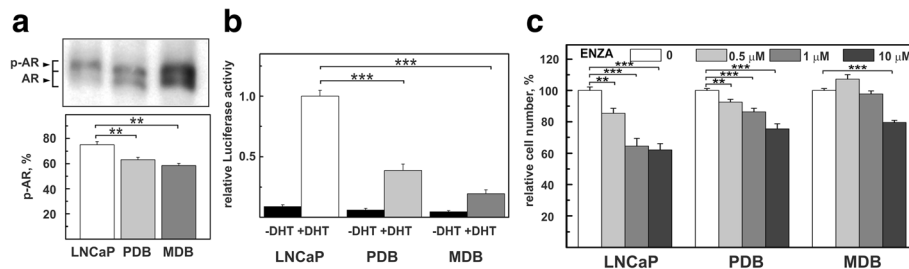 a
p-AR
AR
**
**
p-AR, %
100
80
60
40
20
LNCaP PDB MDB
b
relative Luciferase activiy
1.0
0.5
***
***
-DHT +DHT -DHT +DHT -DHT +DHT
LNCaP PDB MDB
c
relative cell number, %
120
100
80
60
40
20
ENZA 0 0.5 μM 1 μM 10 μM
***
***
**
***
***
**
***
LNCaP PDB MDB